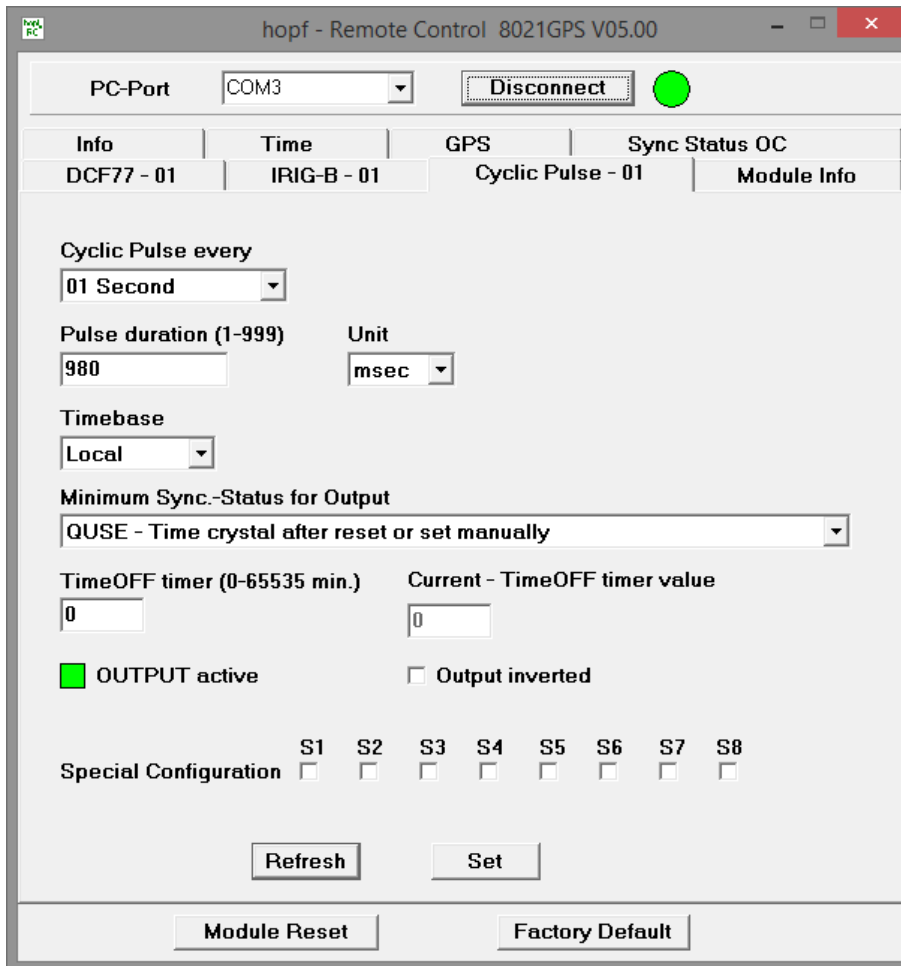 hopf RC hopf - Remote Control 8021GPS V05.00
PC-Port COM3 Disconnect
Info Time GPS Sync Status OC
DCF77 - 01 IRIG-B - 01 Cyclic Pulse - 01 Module Info
Cyclic Pulse every
01 Second
Pulse duration (1-999) Unit
980 msec
Timebase
Local
Minimum Sync.-Status for Output
QUSE - Time crystal after reset or set manually
TimeOFF timer (0-65535 min.) Current - TimeOFF timer value
0 0
OUTPUT active Output inverted
S1 S2 S3 S4 S5 S6 S7 S8
Special Configuration
Refresh Set
Module Reset Factory Default